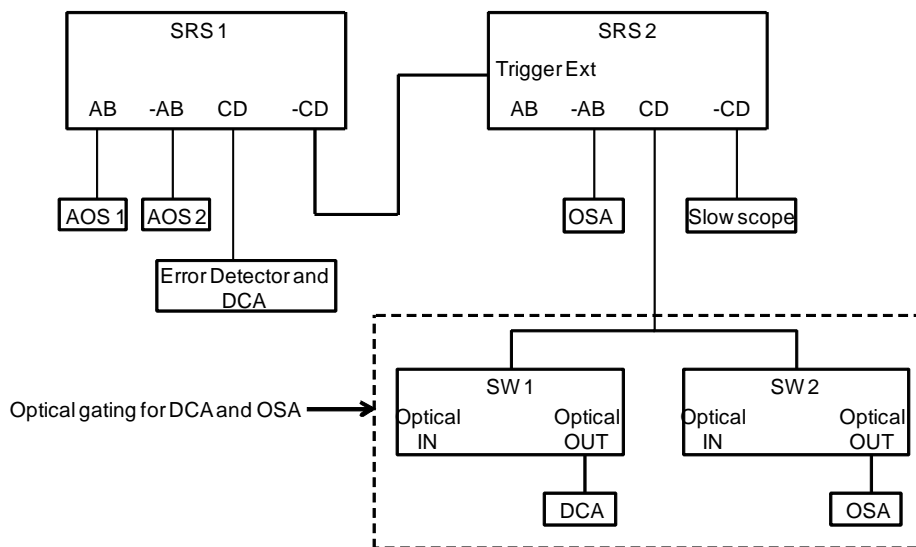 SRS 1
SRS 2
Trigger Ext
AB -AB CD -CD
AB -AB CD -CD
AOS 1
AOS 2
OSA
Slow scope
Error Detector and
DCA
Optical gating for DCA and OSA
SW 1
Optical
IN
Optical
OUT
SW 2
Optical
IN
Optical
OUT
DCA
OSA